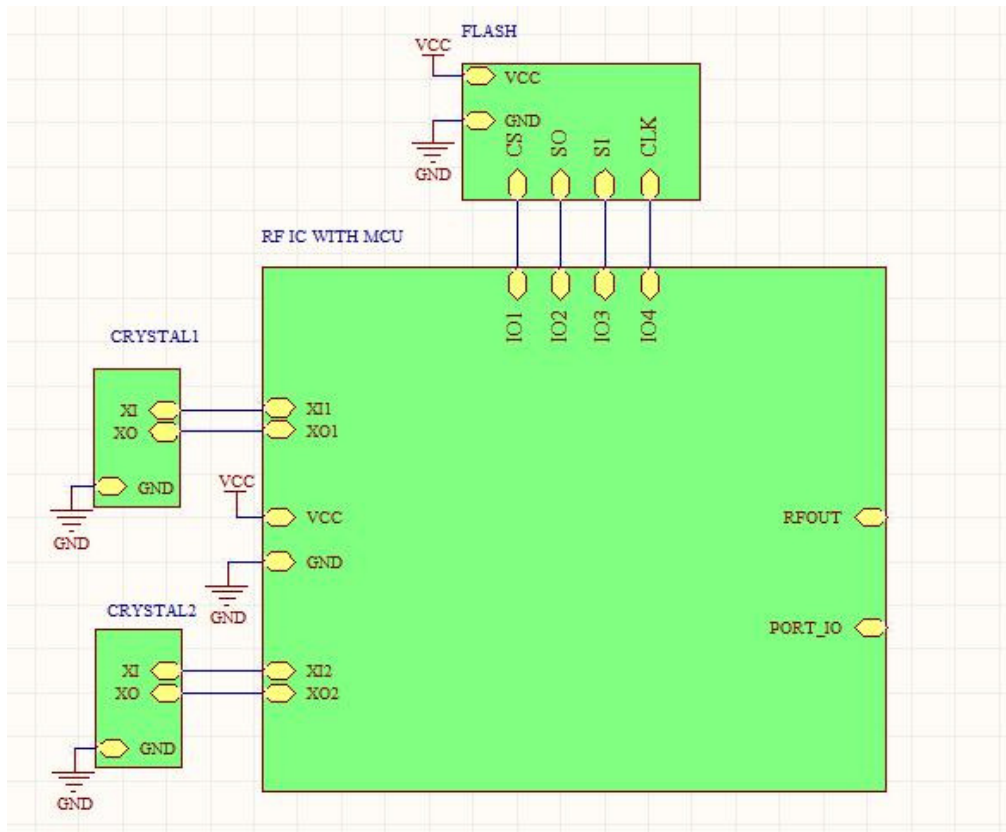 FLASH
VCC
VCC
GND
GND
CS
SO
SI
CLK
RF IC WITH MCU
IO1
IO2
IO3
IO4
CRYSTAL1
XI
XO
GND
GND
XI1
XO1
VCC
VCC
GND
GND
RFOUT
PORT_IO
CRYSTAL2
XI
XO
GND
GND
XI2
XO2